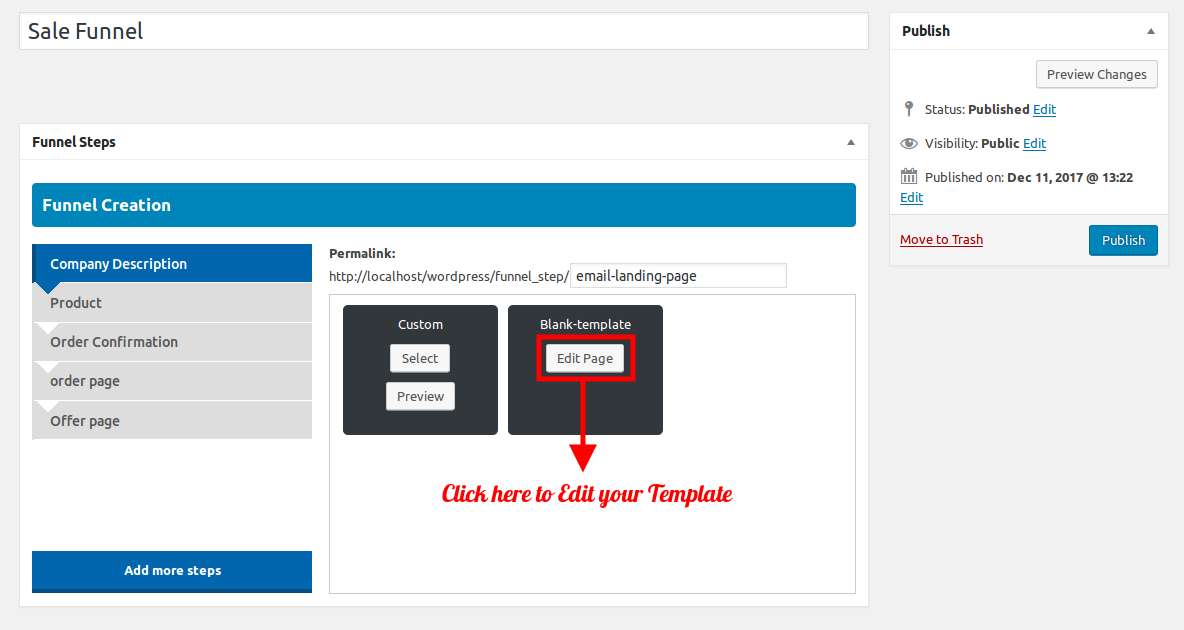 Sale Funnel
Funnel Steps
Funnel Creation
Company Description
Product
Order Confirmation
order page
Offer page
Add more steps
Permalink:
http://localhost/wordpress/funnel_step/ email-landing-page
Custom
Select
Preview
Blank-template
Edit Page
Click here to Edit your Template
Publish
Preview Changes
Status: Published Edit
Visibility: Public Edit
Published on: Dec 11, 2017 @ 13:22
Edit
Move to Trash
Publish